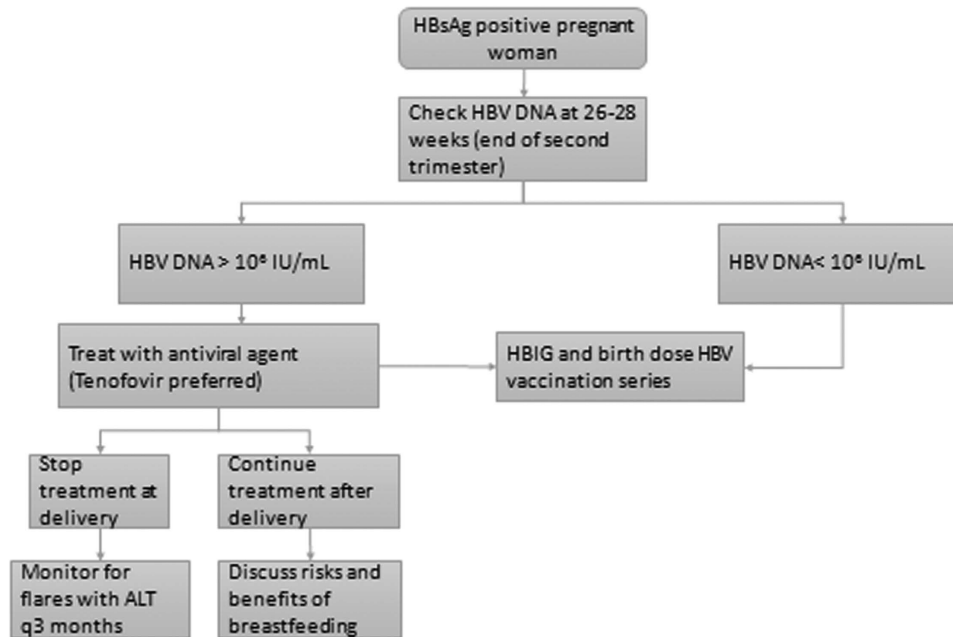 HBsAg positive pregnant
woman
Check HBV DNA at 26-28
weeks (end of second
trimester)
HBV DNA > 10⁶ IU/mL
HBV DNA< 10⁶ IU/mL
Treat with antiviral agent
(Tenofovir preferred)
HBIG and birth dose HBV
vaccination series
Stop
treatment at
delivery
Continue
treatment after
delivery
Monitor for
flares with ALT
q3 months
Discuss risks and
benefits of
breastfeeding